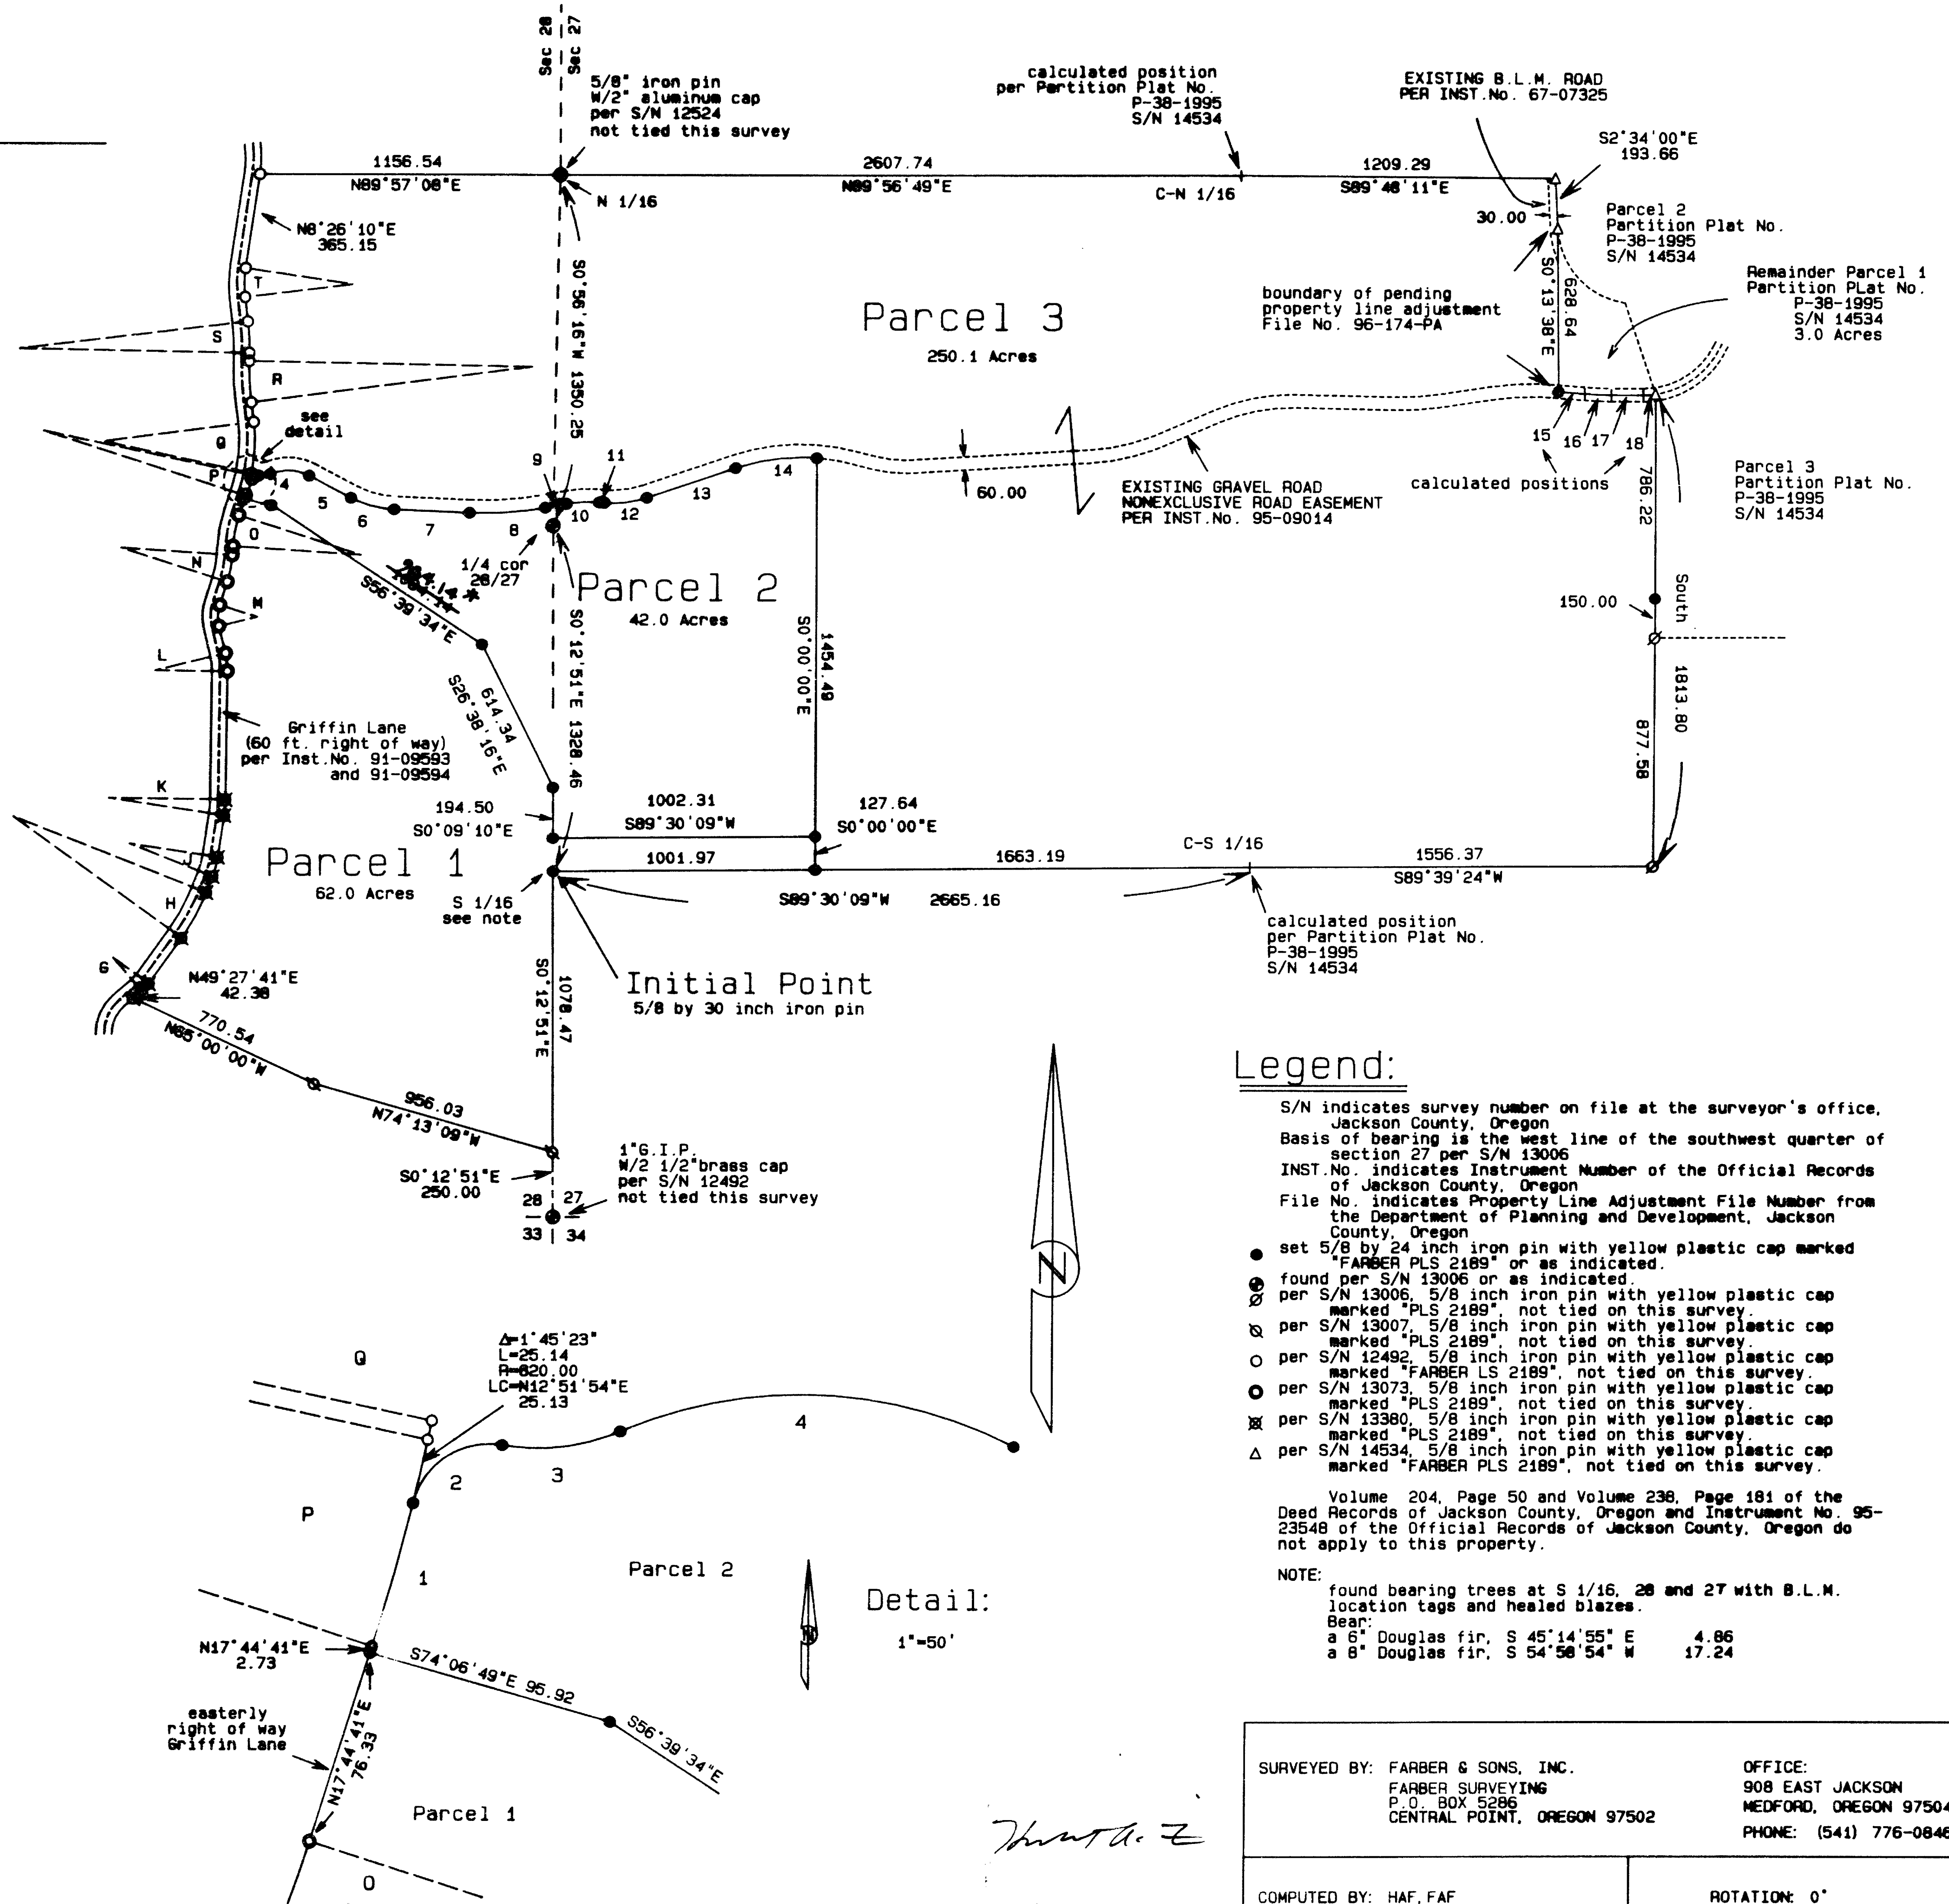 Sec 28
Sec 27
5/8" iron pin
W/2" aluminum cap
per S/N 12524
not tied this survey
calculated position
per Partition Plat No.
P-38-1995
S/N 14534
EXISTING B.L.M. ROAD
PER INST.No. 67-07325
S2°34'00"E
193.66
1156.54
N89°57'08"E
2607.74
N89°56'49"E
1209.29
S89°48'11"E
N 1/16
C-N 1/16
30.00
Parcel 2
Partition Plat No.
P-38-1995
S/N 14534
N8°26'10"E
365.15
T
S
R
Q
P
see
detail
S0°56'16"W 1350.25
Parcel 3
250.1 Acres
boundary of pending
property line adjustment
File No. 96-174-PA
S0°13'38"E
628.64
Remainder Parcel 1
Partition PLat No.
P-38-1995
S/N 14534
3.0 Acres
4
5
6
7
8
9
10
11
12
13
14
15
16
17
18
60.00
EXISTING GRAVEL ROAD
NONEXCLUSIVE ROAD EASEMENT
PER INST.No. 95-09014
calculated positions
786.22
Parcel 3
Partition Plat No.
P-38-1995
S/N 14534
O
N
M
L
K
H
G
1/4 cor
28/27
S56°39'34"E
Parcel 2
42.0 Acres
S0°12'51"E 1328.46
S0°00'00"E
1454.49
150.00
South
1813.80
877.58
614.34
S26°38'16"E
Griffin Lane
(60 ft. right of way)
per Inst.No. 91-09593
and 91-09594
194.50
S0°09'10"E
1002.31
S89°30'09"W
127.64
S0°00'00"E
Parcel 1
62.0 Acres
1001.97
1663.19
C-S 1/16
1556.37
S89°39'24"W
S 1/16
see note
S89°30'09"W 2665.16
calculated position
per Partition Plat No.
P-38-1995
S/N 14534
N49°27'41"E
42.38
Initial Point
5/8 by 30 inch iron pin
S0°12'51"E
1078.47
770.54
N65°00'00"W
956.03
N74°13'09"W
S0°12'51"E
250.00
1"G.I.P.
W/2 1/2"brass cap
per S/N 12492
not tied this survey
28 27
33 34
N
Legend:
S/N indicates survey number on file at the surveyor's office,
Jackson County, Oregon
Basis of bearing is the west line of the southwest quarter of
section 27 per S/N 13006
INST.No. indicates Instrument Number of the Official Records
of Jackson County, Oregon
File No. indicates Property Line Adjustment File Number from
the Department of Planning and Development, Jackson
County, Oregon
set 5/8 by 24 inch iron pin with yellow plastic cap marked
"FARBER PLS 2189" or as indicated.
found per S/N 13006 or as indicated.
per S/N 13006, 5/8 inch iron pin with yellow plastic cap
marked "PLS 2189", not tied on this survey.
per S/N 13007, 5/8 inch iron pin with yellow plastic cap
marked "PLS 2189", not tied on this survey.
per S/N 12492, 5/8 inch iron pin with yellow plastic cap
marked "FARBER LS 2189", not tied on this survey.
per S/N 13073, 5/8 inch iron pin with yellow plastic cap
marked "PLS 2189", not tied on this survey.
per S/N 13380, 5/8 inch iron pin with yellow plastic cap
marked "PLS 2189", not tied on this survey.
per S/N 14534, 5/8 inch iron pin with yellow plastic cap
marked "FARBER PLS 2189", not tied on this survey.
Volume 204, Page 50 and Volume 238, Page 181 of the
Deed Records of Jackson County, Oregon and Instrument No. 95-
23548 of the Official Records of Jackson County, Oregon do
not apply to this property.
NOTE:
found bearing trees at S 1/16, 28 and 27 with B.L.M.
location tags and healed blazes.
Bear:
a 6" Douglas fir, S 45°14'55" E 4.86
a 8" Douglas fir, S 54°58'54" W 17.24
Δ=1°45'23"
L=25.14
R=820.00
LC=N12°51'54"E
25.13
Q
2
3
4
P
1
Parcel 2
N
Detail:
1"=50'
N17°44'41"E
2.73
S74°06'49"E 95.92
S56°39'34"E
easterly
right of way
Griffin Lane
N17°44'41"E
76.33
Parcel 1
O
SURVEYED BY: FARBER & SONS, INC.
FARBER SURVEYING
P.O. BOX 5286
CENTRAL POINT, OREGON 97502
OFFICE:
908 EAST JACKSON
MEDFORD, OREGON 97504
PHONE: (541) 776-0846
COMPUTED BY: HAF,FAF
ROTATION: 0°